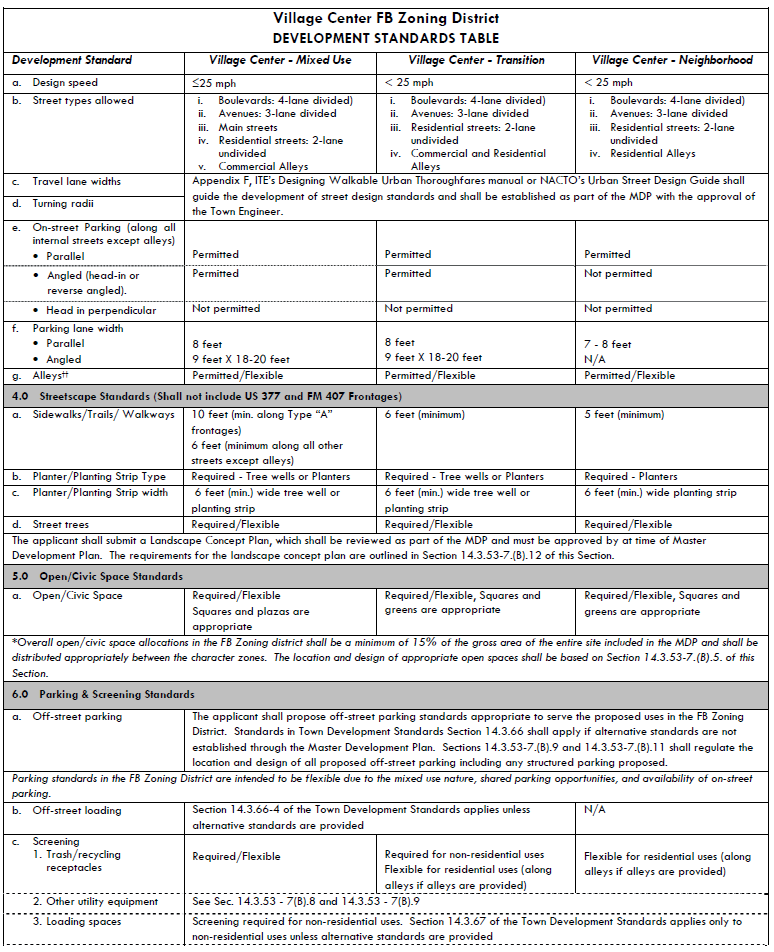 Village Center FB Zoning District
DEVELOPMENT STANDARDS TABLE
Development Standard
Village Center - Mixed Use
Village Center - Transition
Village Center - Neighborhood
a. Design speed
≤25 mph
< 25 mph
< 25 mph
b. Street types allowed
i. Boulevards: 4-lane divided)
ii. Avenues: 3-lane divided
iii. Main streets
iv. Residential streets: 2-lane
undivided
v. Commercial Alleys
i. Boulevards: 4-lane divided)
ii. Avenues: 3-lane divided
iii. Residential streets: 2-lane
undivided
iv. Commercial and Residential
Alleys
i. Boulevards: 4-lane divided)
ii. Avenues: 3-lane divided
iii. Residential streets: 2-lane
undivided
iv. Residential Alleys
c. Travel lane widths
d. Turning radii
Appendix F, ITE's Designing Walkable Urban Thoroughfares manual or NACTO's Urban Street Design Guide shall
guide the development of street design standards and shall be established as part of the MDP with the approval of
the Town Engineer.
e. On-street Parking (along all
internal streets except alleys)
• Parallel
Permitted
Permitted
Permitted
• Angled (head-in or
reverse angled).
Permitted
Permitted
Not permitted
• Head in perpendicular
Not permitted
Not permitted
Not permitted
f. Parking lane width
• Parallel
8 feet
8 feet
7 - 8 feet
• Angled
9 feet X 18-20 feet
9 feet X 18-20 feet
N/A
g. Alleys††
Permitted/Flexible
Permitted/Flexible
Permitted/Flexible
4.0 Streetscape Standards (Shall not include US 377 and FM 407 Frontages)
a. Sidewalks/Trails/ Walkways
10 feet (min. along Type "A"
frontages)
6 feet (minimum along all other
streets except alleys)
6 feet (minimum)
5 feet (minimum)
b. Planter/Planting Strip Type
Required - Tree wells or Planters
Required - Tree wells or Planters
Required - Planters
c. Planter/Planting Strip width
6 feet (min.) wide tree well or
planting strip
6 feet (min.) wide tree well or
planting strip
6 feet (min.) wide planting strip
d. Street trees
Required/Flexible
Required/Flexible
Required/Flexible
The applicant shall submit a Landscape Concept Plan, which shall be reviewed as part of the MDP and must be approved by at time of Master
Development Plan. The requirements for the landscape concept plan are outlined in Section 14.3.53-7.(B).12 of this Section.
5.0 Open/Civic Space Standards
a. Open/Civic Space
Required/Flexible
Squares and plazas are
appropriate
Required/Flexible, Squares and
greens are appropriate
Required/Flexible, Squares and
greens are appropriate
*Overall open/civic space allocations in the FB Zoning district shall be a minimum of 15% of the gross area of the entire site included in the MDP and shall be
distributed appropriately between the character zones. The location and design of appropriate open spaces shall be based on Section 14.3.53-7.(B).5. of this
Section.
6.0 Parking & Screening Standards
a. Off-street parking
The applicant shall propose off-street parking standards appropriate to serve the proposed uses in the FB Zoning
District. Standards in Town Development Standards Section 14.3.66 shall apply if alternative standards are not
established through the Master Development Plan. Sections 14.3.53-7.(B).9 and 14.3.53-7.(B).11 shall regulate the
location and design of all proposed off-street parking including any structured parking proposed.
Parking standards in the FB Zoning District are intended to be flexible due to the mixed use nature, shared parking opportunities, and availability of on-street
parking.
b. Off-street loading
Section 14.3.66-4 of the Town Development Standards applies unless
alternative standards are provided
N/A
c. Screening
1. Trash/recycling
receptacles
Required/Flexible
Required for non-residential uses
Flexible for residential uses (along
alleys if alleys are provided)
Flexible for residential uses (along
alleys if alleys are provided)
2. Other utility equipment
See Sec. 14.3.53 - 7(B).8 and 14.3.53 - 7(B).9
3. Loading spaces
Screening required for non-residential uses. Section 14.3.67 of the Town Development Standards applies only to
non-residential uses unless alternative standards are provided